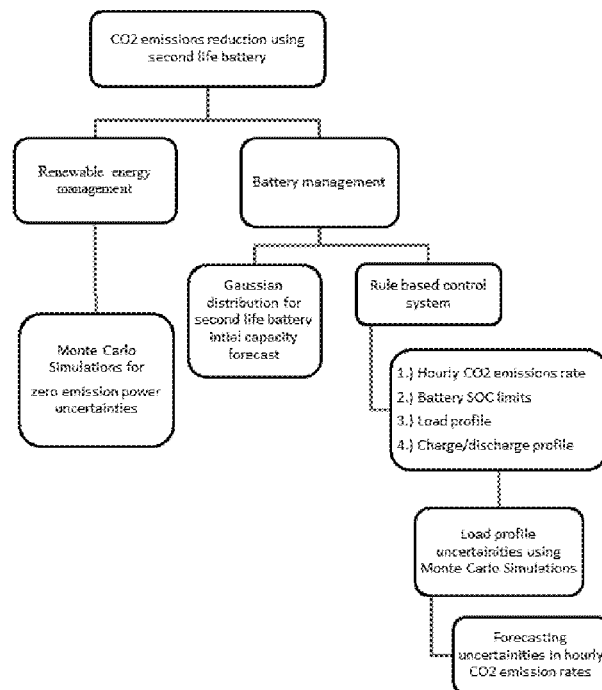 CO2 emissions reduction using
second life battery
Renewable energy
management
Battery management
Gaussian
distribution for
second life battery
intial capacity
forecast
Rule based control
system
Monte Carlo
Simulations for
zero emission power
uncertainties
1.) Hourly CO2 emissions rate
2.) Battery SOC limits
3.) Load profile
4.) Charge/discharge profile
Load profile
uncertainities using
Monte Carlo Simulations
Forecasting
uncertainities in hourly
CO2 emission rates